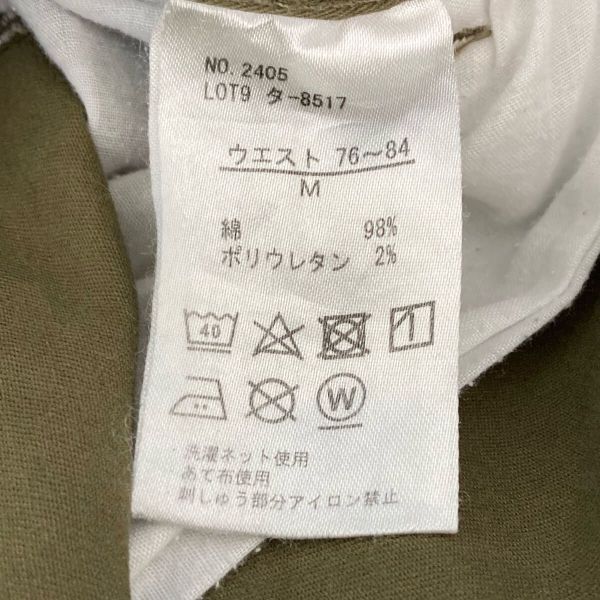 NO. 2405
LOT9 タ-8517
ウエスト 76～84
M
綿 98%
ポリウレタン 2%
40
W
・洗濯ネット使用
・あて布使用
・刺しゅう部分アイロン禁止